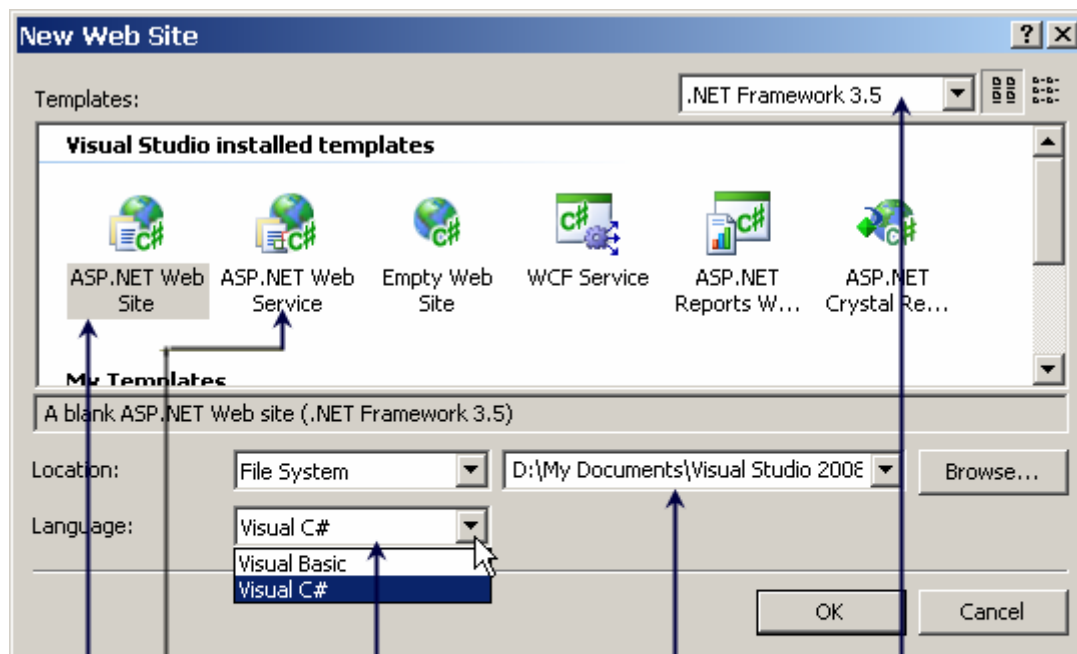 New Web Site
Templates:
.NET Framework 3.5
Visual Studio installed templates
ASP.NET Web Site
ASP.NET Web Service
Empty Web Site
WCF Service
ASP.NET Reports W...
ASP.NET Crystal Re...
My Templates
A blank ASP.NET Web site (.NET Framework 3.5)
Location:
File System
D:\My Documents\Visual Studio 2008
Browse...
Language:
Visual C#
Visual Basic
Visual C#
OK
Cancel